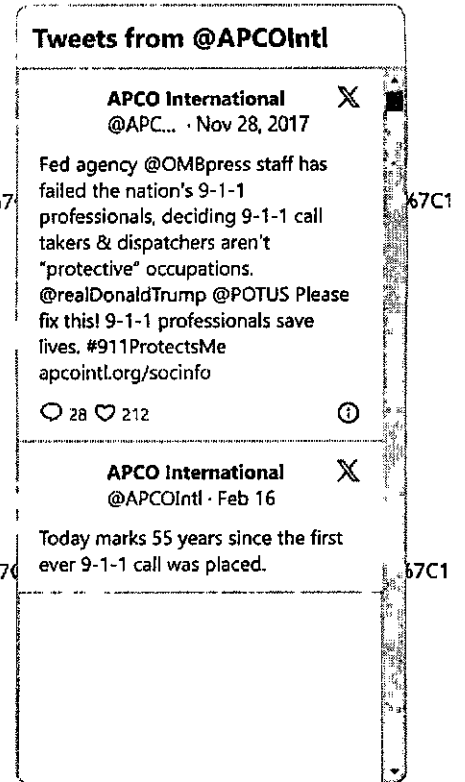 Tweets from @APCOIntl
APCO International
@APC... · Nov 28, 2017
Fed agency @OMBpress staff has
failed the nation's 9-1-1
professionals, deciding 9-1-1 call
takers & dispatchers aren't
"protective" occupations.
@realDonaldTrump @POTUS Please
fix this! 9-1-1 professionals save
lives. #911ProtectsMe
apcointl.org/socinfo
28 212
APCO International
@APCOIntl · Feb 16
Today marks 55 years since the first
ever 9-1-1 call was placed.
67C1
67C1